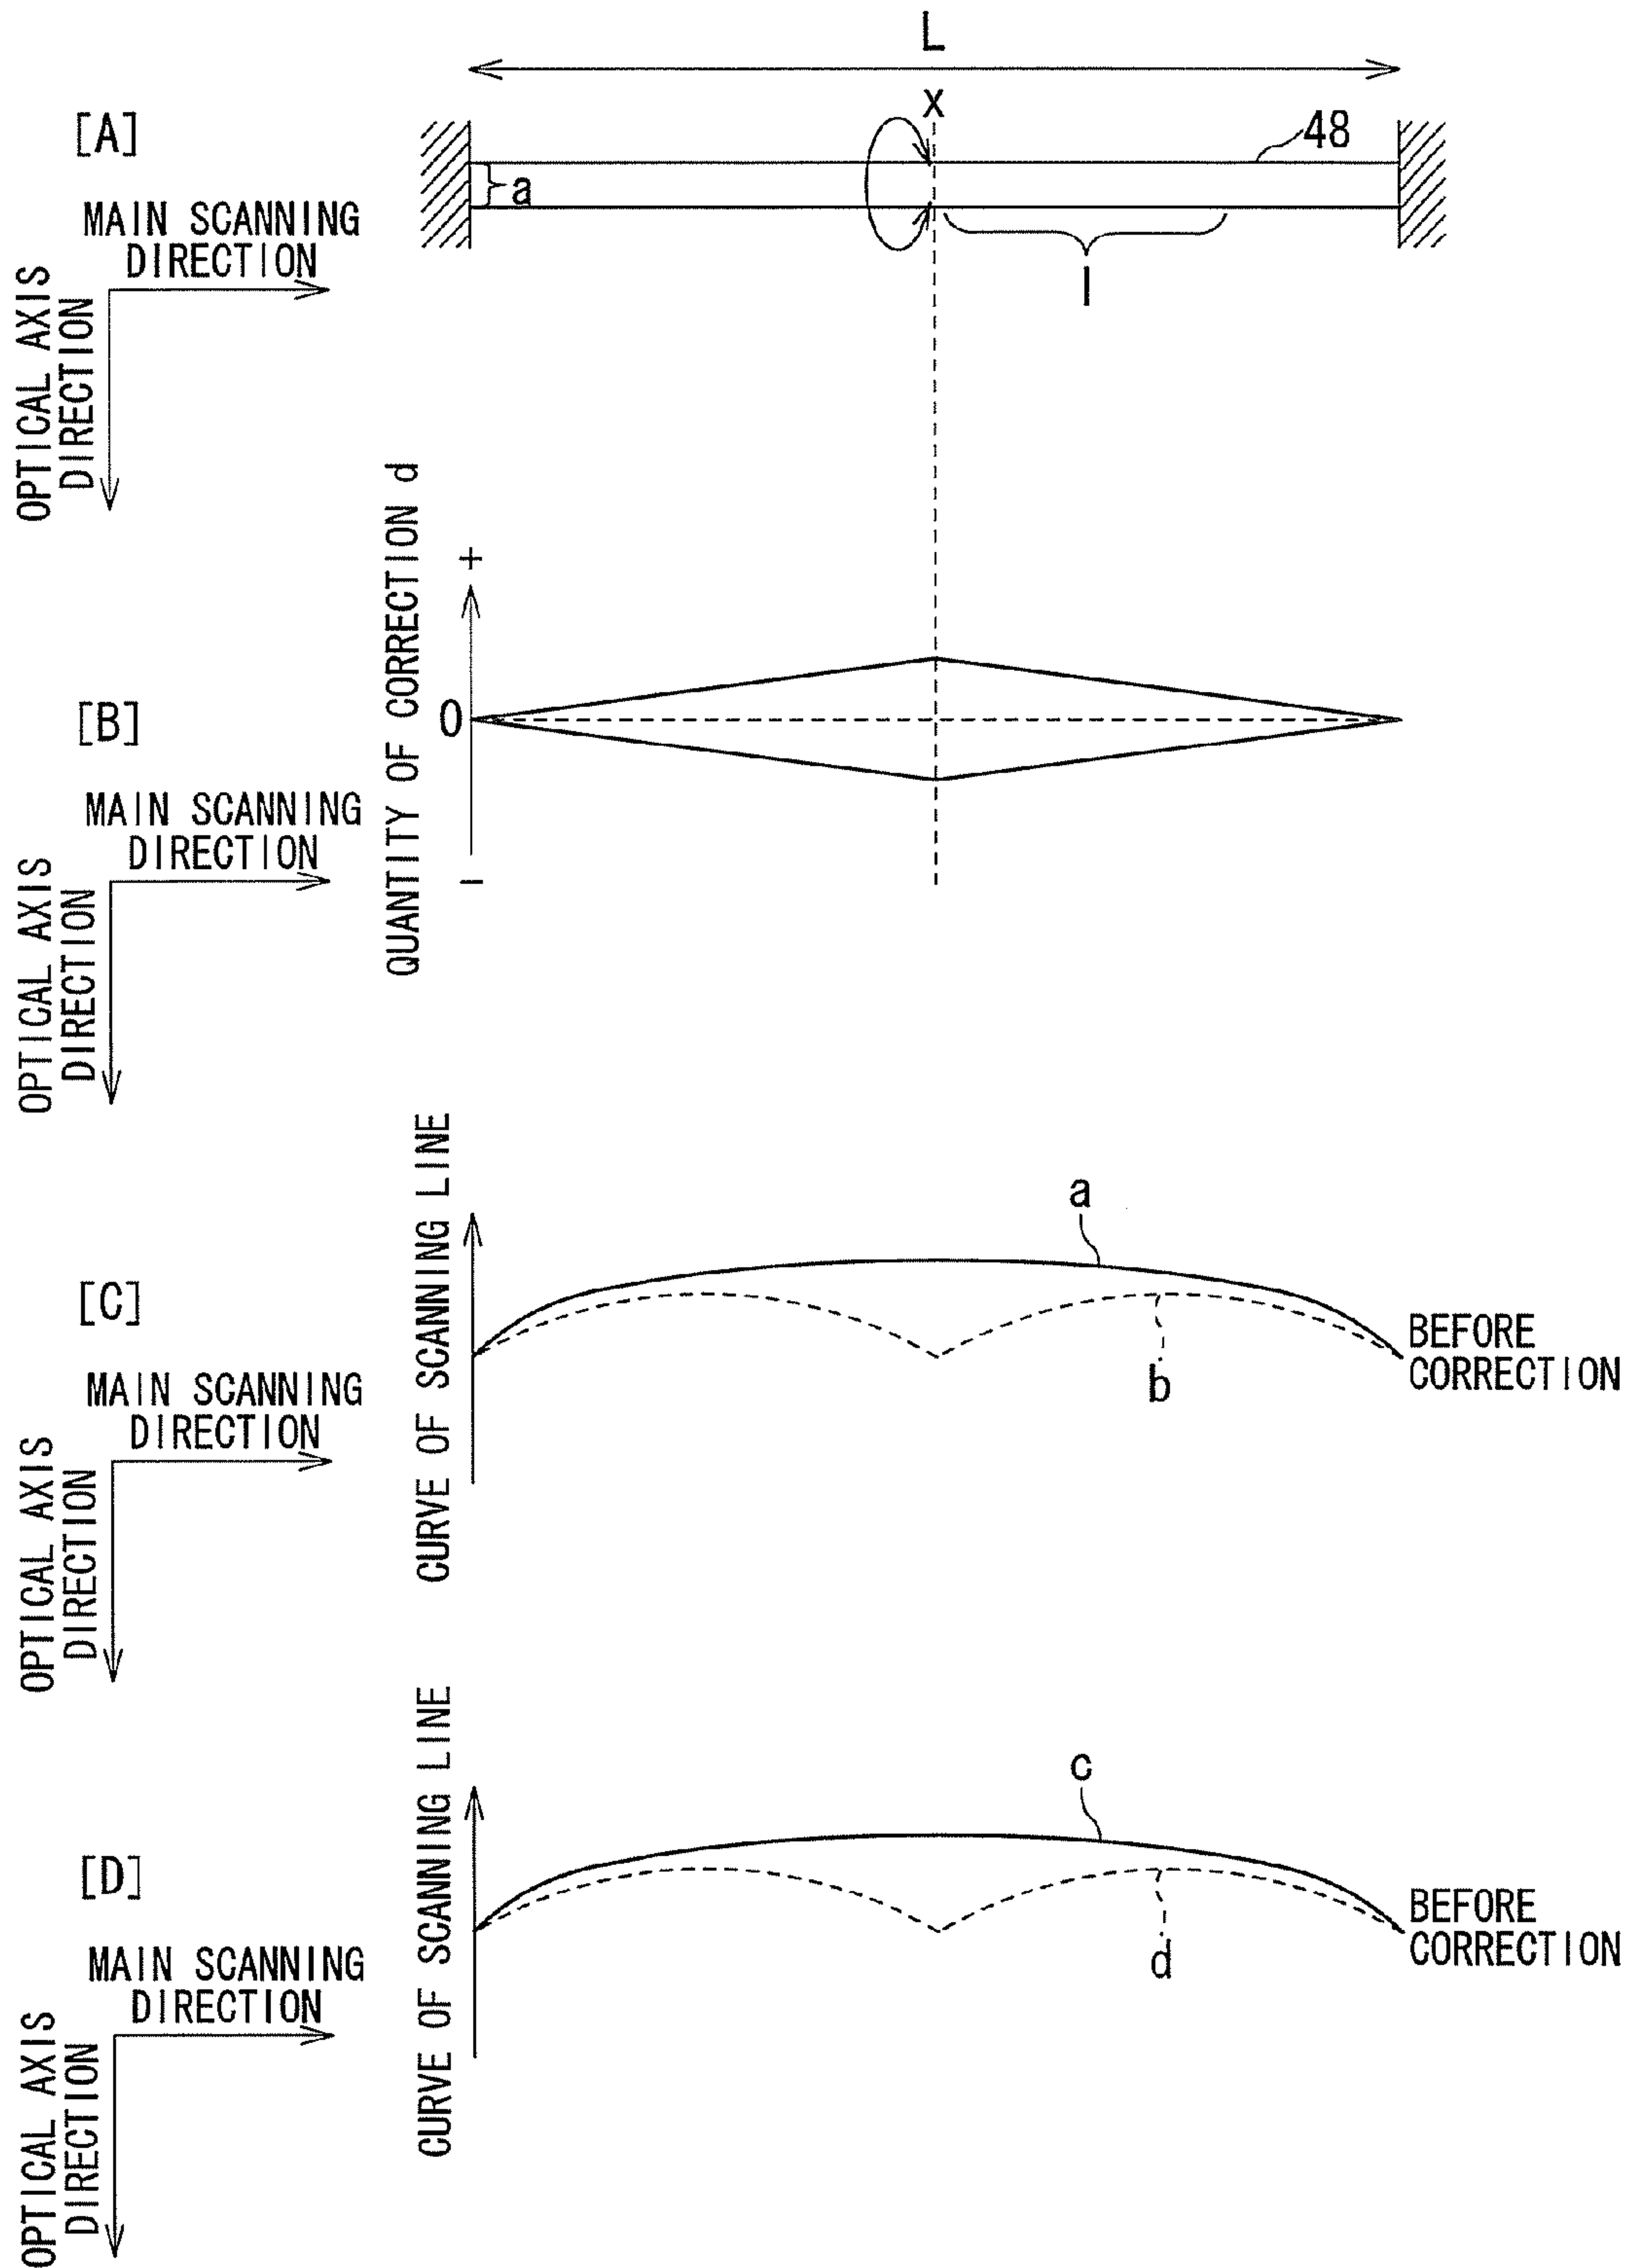 L
X
[A]
48
a
MAIN SCANNING
DIRECTION
l
OPTICAL AXIS
DIRECTION
QUANTITY OF CORRECTION d
+
0
[B]
MAIN SCANNING
DIRECTION
−
OPTICAL AXIS
DIRECTION
CURVE OF SCANNING LINE
a
[C]
b
BEFORE
CORRECTION
MAIN SCANNING
DIRECTION
OPTICAL AXIS
DIRECTION
CURVE OF SCANNING LINE
c
[D]
d
BEFORE
CORRECTION
MAIN SCANNING
DIRECTION
OPTICAL AXIS
DIRECTION